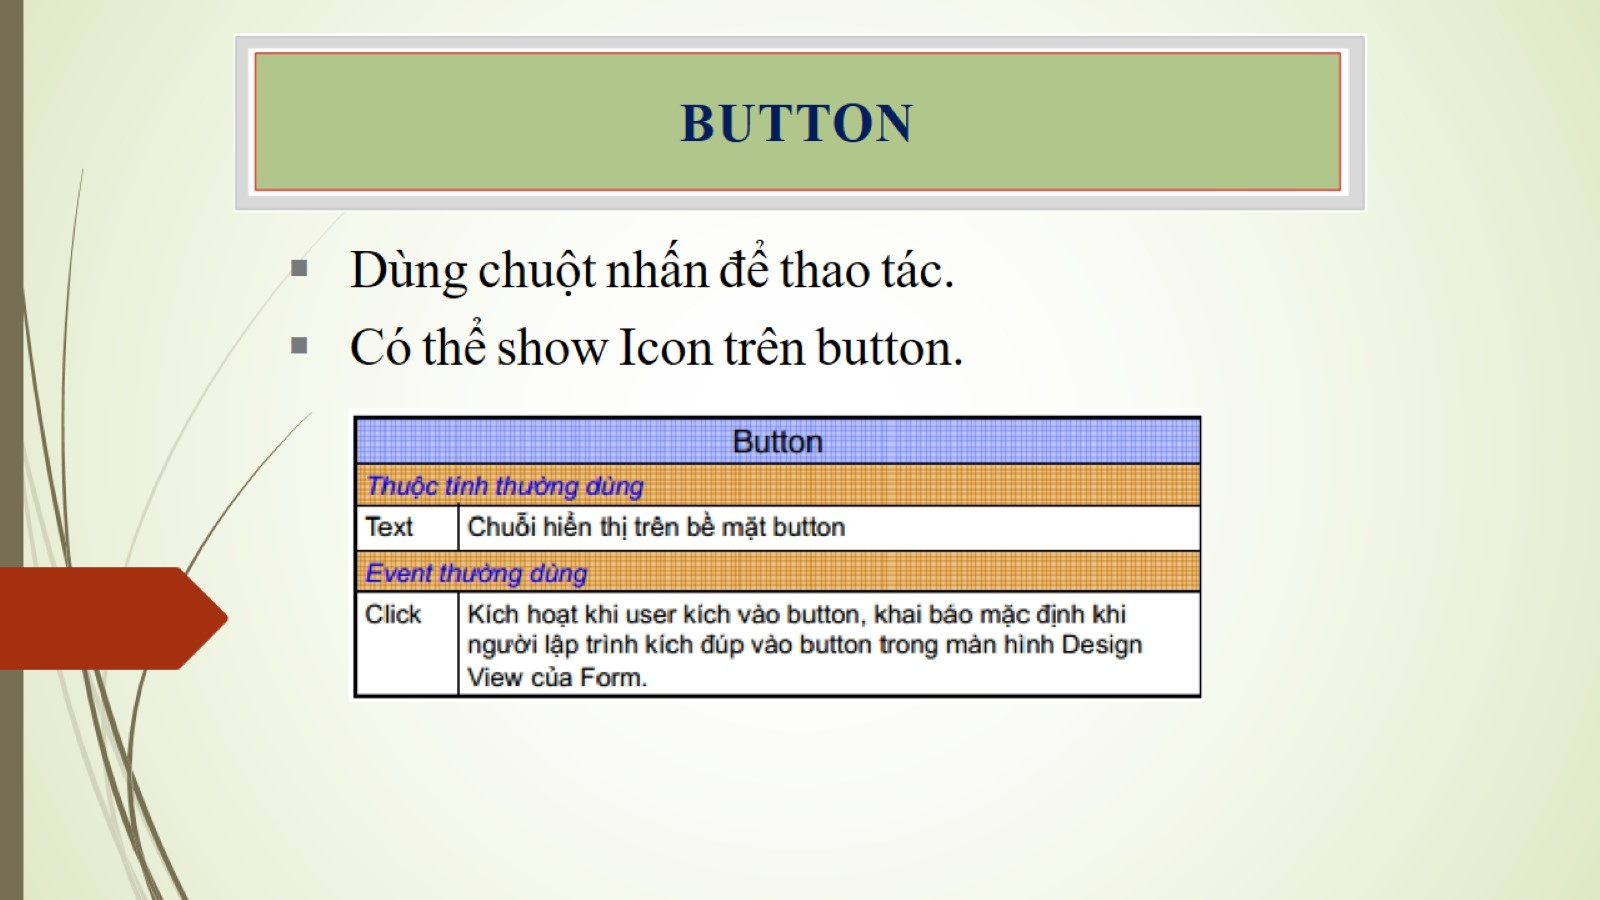 BUTTON
Dùng chuột nhấn để thao tác.
Có thể show Icon trên button.
Button
Thuộc tính thường dùng
Text Chuỗi hiển thị trên bề mặt button
Event thường dùng
Click Kích hoạt khi user kích vào button, khai báo mặc định khi
người lập trình kích đúp vào button trong màn hình Design
View của Form.